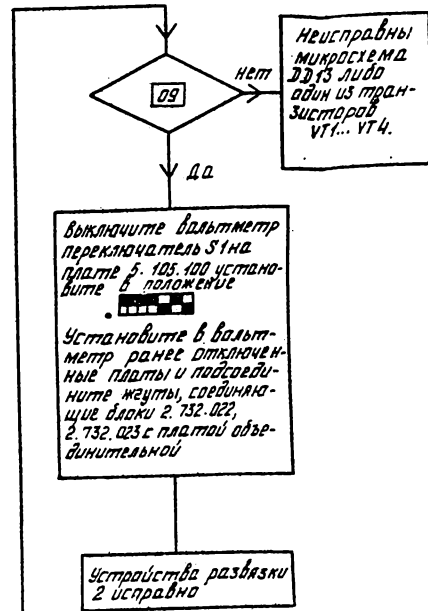 Неисправны
микросхема
DD13 либо
один из тран-
зисторов
VT1... VT4.
нет
09
Да
Выключите вольтметр
переключатель S1 на
плате 5.105.100 устано-
вите в положение
Установите в вольт-
метр ранее отключен-
ные платы и подсоеди-
ните жгуты, соединяю-
щие блоки 2.732.022,
2.732.023 с платой объе-
динительной
Устройства развязки
2 исправно